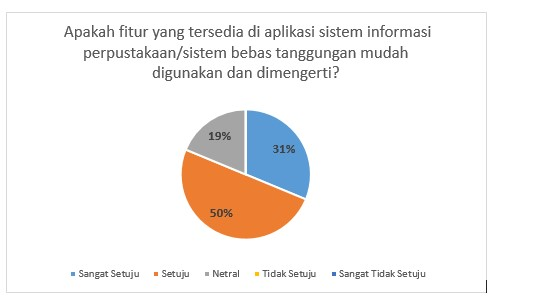 Apakah fitur yang tersedia di aplikasi sistem informasi
perpustakaan/sistem bebas tanggungan mudah
digunakan dan dimengerti?
19%
31%
50%
Sangat Setuju Setuju Netral Tidak Setuju Sangat Tidak Setuju